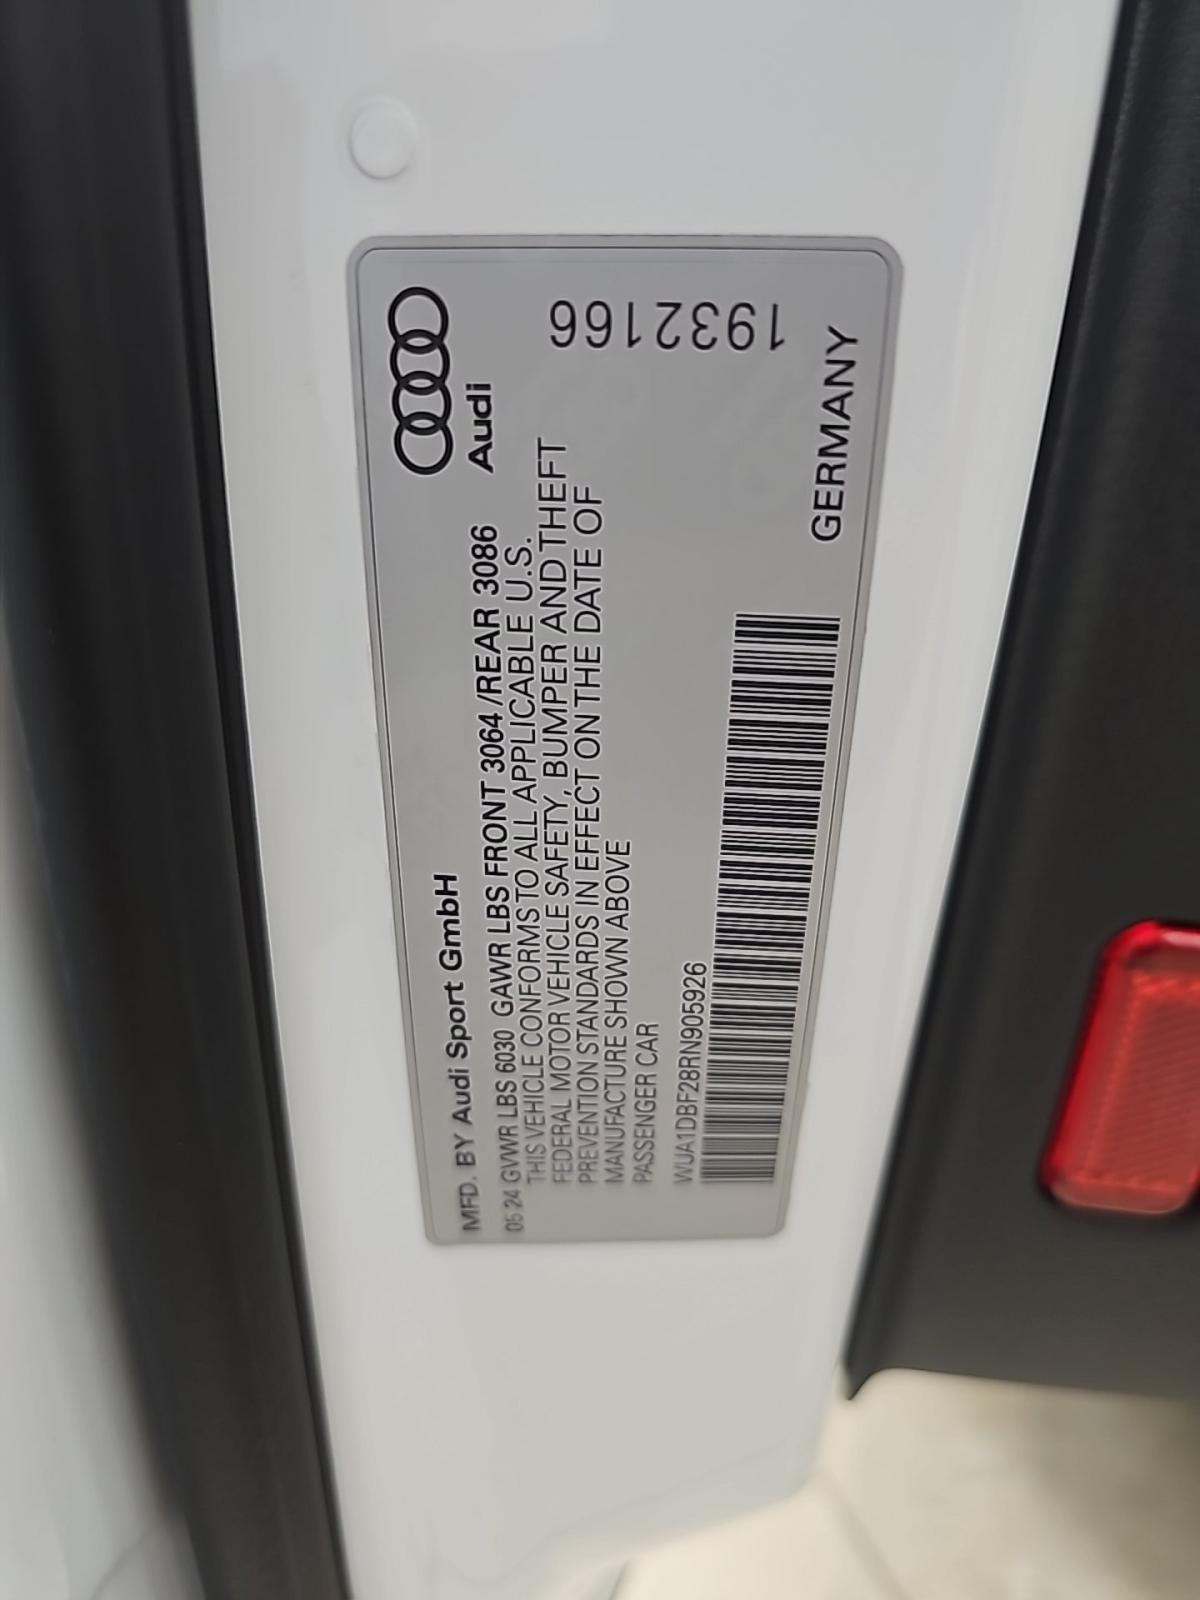 MFD. BY Audi Sport GmbH
05 24 GVWR LBS 6030 GAWR LBS FRONT 3064 /REAR 3086
THIS VEHICLE CONFORMS TO ALL APPLICABLE U.S.
FEDERAL MOTOR VEHICLE SAFETY, BUMPER AND THEFT
PREVENTION STANDARDS IN EFFECT ON THE DATE OF
MANUFACTURE SHOWN ABOVE
PASSENGER CAR
WUA1DBF28RN905926
Audi
1932166
GERMANY